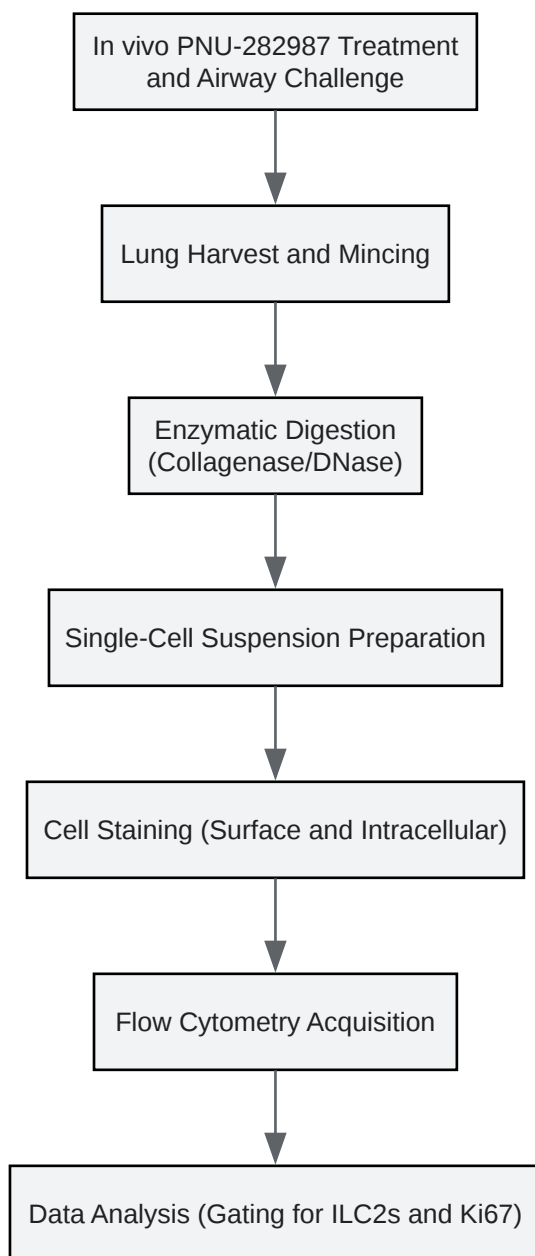 In vivo PNU-282987 Treatment
and Airway Challenge
Lung Harvest and Mincing
Enzymatic Digestion
(Collagenase/DNase)
Single-Cell Suspension Preparation
Cell Staining (Surface and Intracellular)
Flow Cytometry Acquisition
Data Analysis (Gating for ILC2s and Ki67)